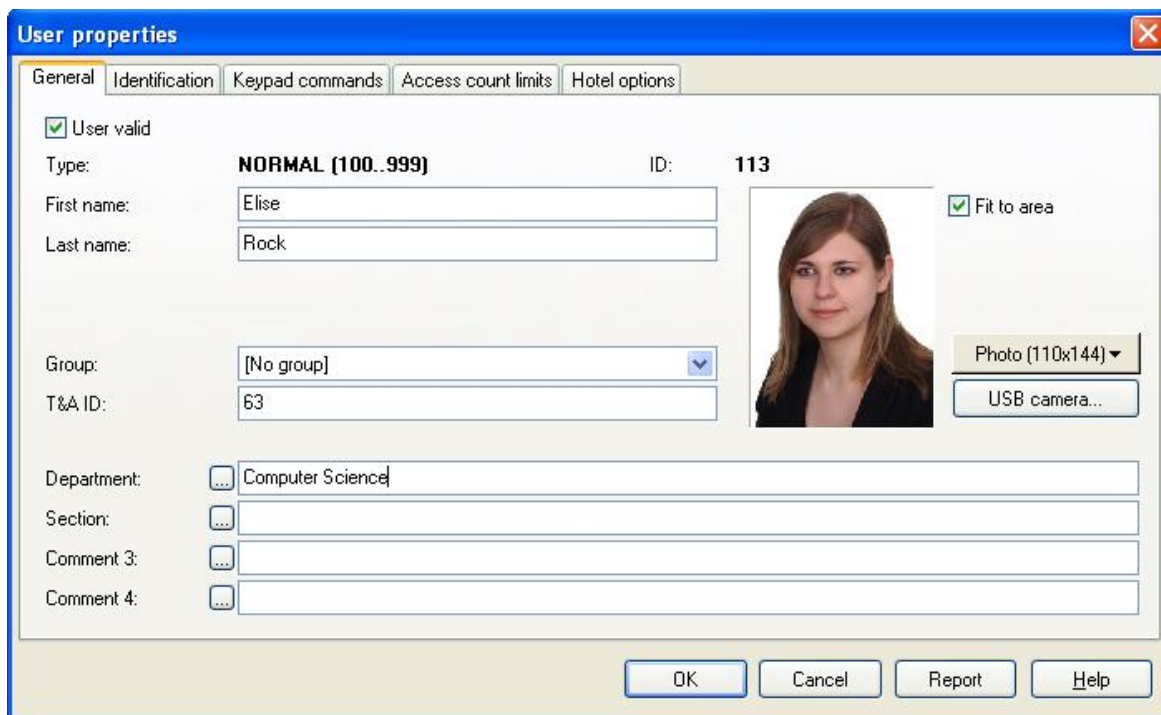 User properties
General Identification Keypad commands Access count limits Hotel options
User valid
Type: NORMAL (100..999) ID: 113
First name: Elise Fit to area
Last name: Rock
Group: [No group] Photo (110x144)
T&A ID: 63 USB camera...
Department: ... Computer Science
Section: ...
Comment 3: ...
Comment 4: ...
OK Cancel Report Help